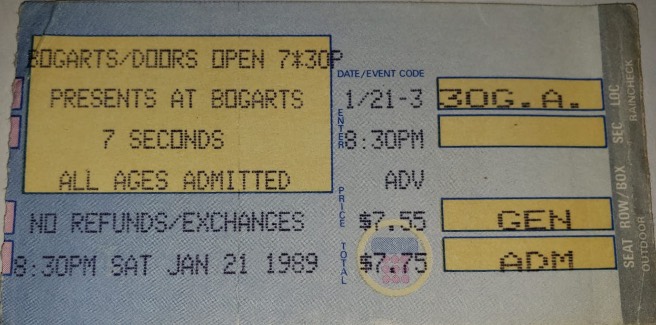 BOGARTS/DOORS OPEN 7*30P
PRESENTS AT BOGARTS
7 SECONDS
ALL AGES ADMITTED
NO REFUNDS/EXCHANGES
8:30PM SAT JAN 21 1989
DATE/EVENT CODE
1/21-3
ENTER
8:30PM
ADV
PRICE
$7.55
TOTAL
$7.75
30G.A.
GEN
ADM
LOC
SEC
ROW/BOX
SEAT
RAINCHECK
OUTDOOR